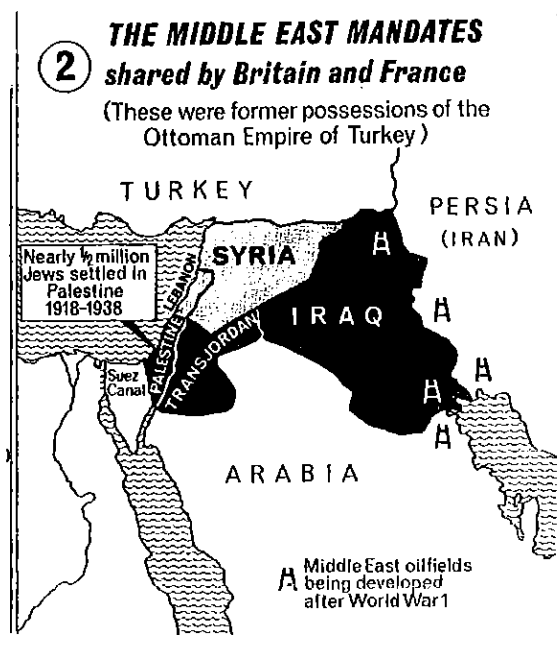 2
THE MIDDLE EAST MANDATES
shared by Britain and France
(These were former possessions of the
Ottoman Empire of Turkey)
TURKEY
PERSIA
(IRAN)
Nearly ½ million
Jews settled in
Palestine
1918-1938
SYRIA
LEBANON
PALESTINE
TRANSJORDAN
IRAQ
Suez
Canal
ARABIA
Middle East oilfields
being developed
after World War 1